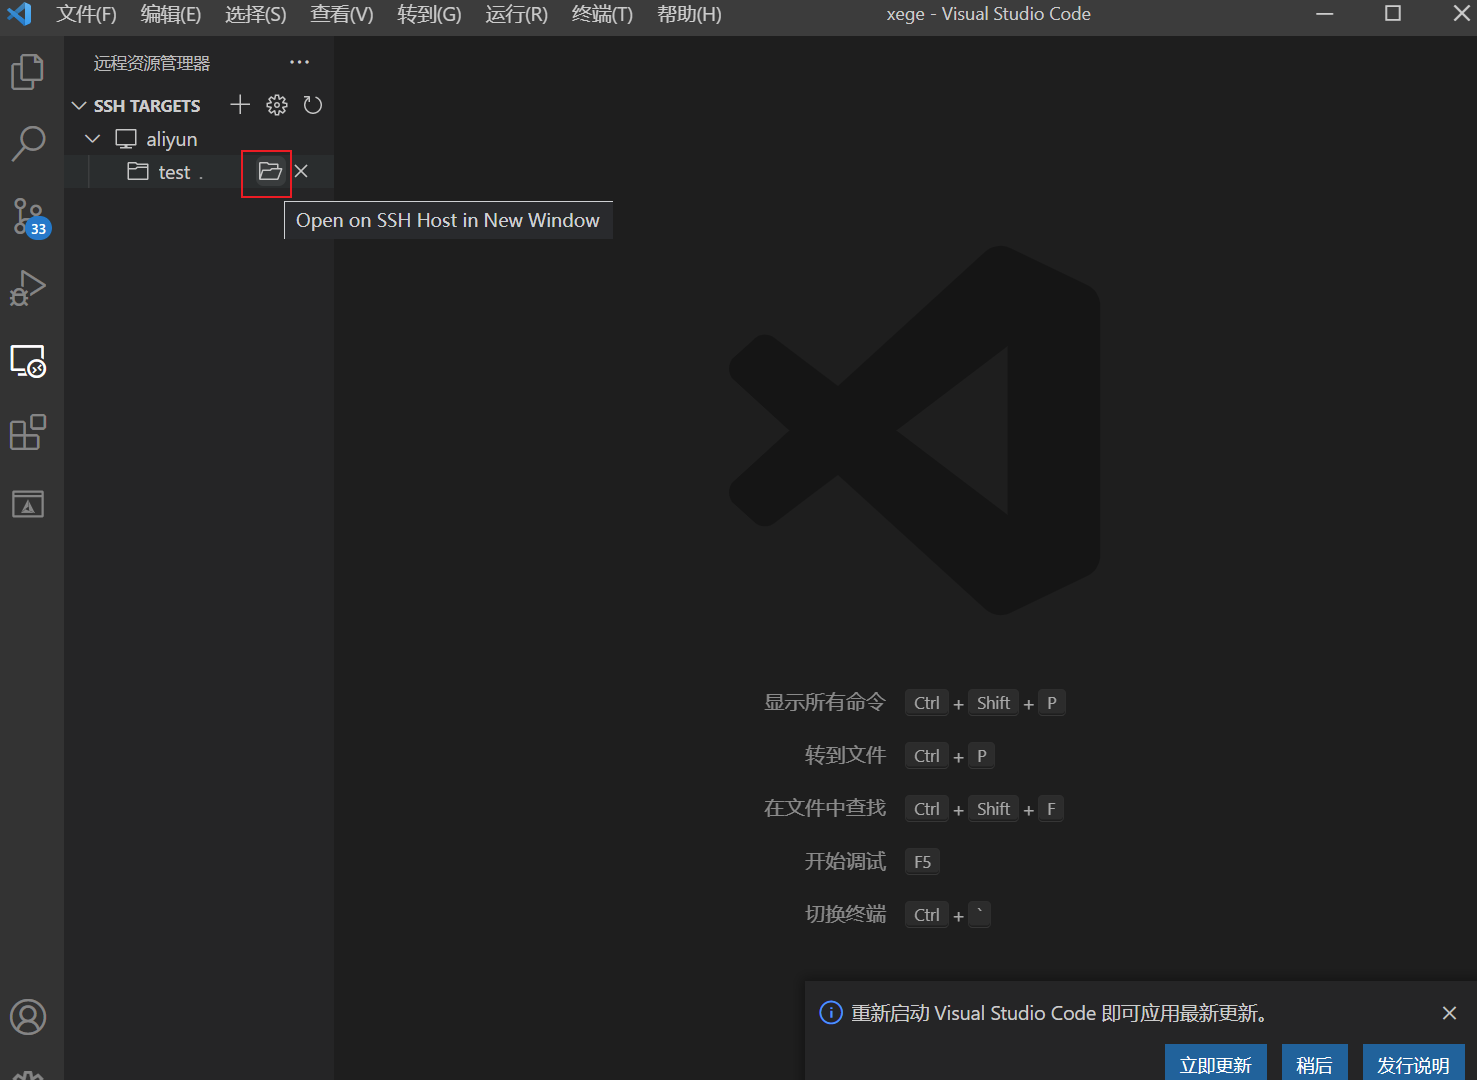 文件(F) 编辑(E) 选择(S) 查看(V) 转到(G) 运行(R) 终端(T) 帮助(H) xege - Visual Studio Code
远程资源管理器
SSH TARGETS
aliyun
test .
Open on SSH Host in New Window
33
显示所有命令 Ctrl + Shift + P
转到文件 Ctrl + P
在文件中查找 Ctrl + Shift + F
开始调试 F5
切换终端 Ctrl + `
重新启动 Visual Studio Code 即可应用最新更新。
立即更新 稍后 发行说明